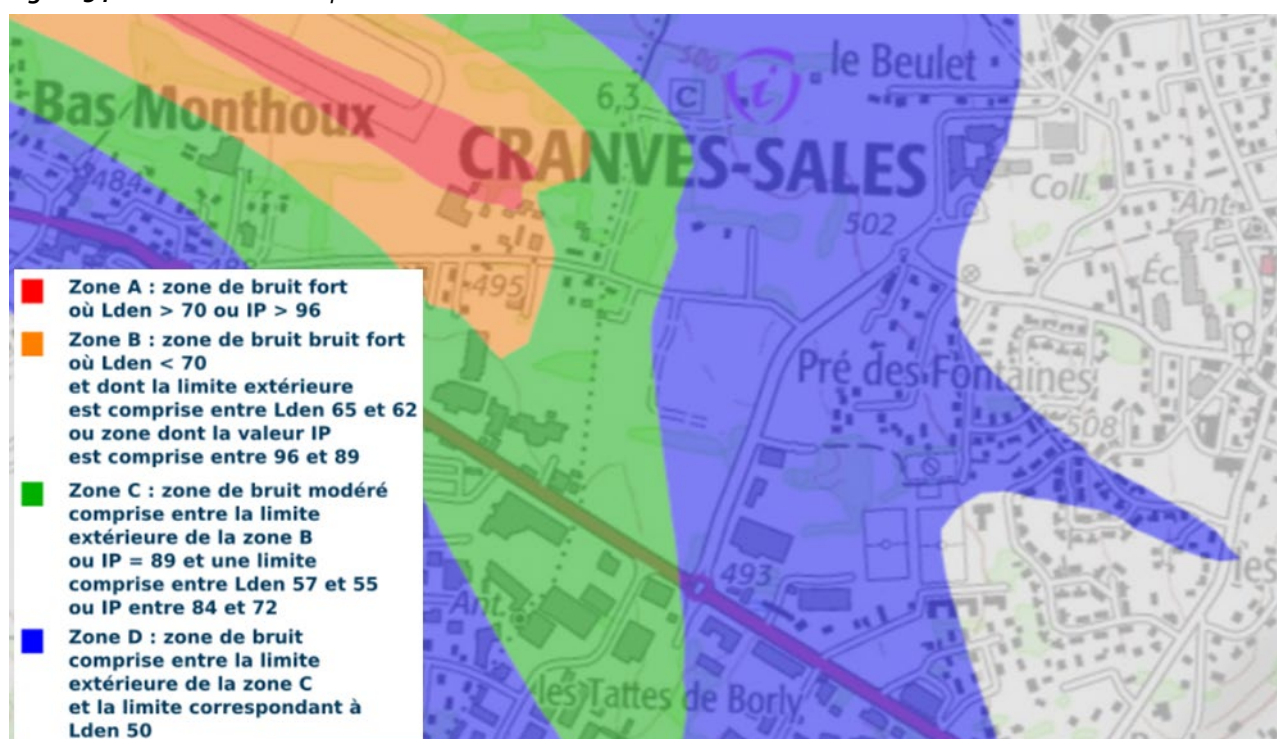 le Beulet
500
6,3
C
i
Bas Monthoux
CRANVES-SALES
Coll.
Ant.
484
502
Éc.
495
Pré des Fontaines
508
493
Ant.
les
les Tattes de Borly
Zone A : zone de bruit fort
où Lden > 70 ou IP > 96
Zone B : zone de bruit bruit fort
où Lden < 70
et dont la limite extérieure
est comprise entre Lden 65 et 62
ou zone dont la valeur IP
est comprise entre 96 et 89
Zone C : zone de bruit modéré
comprise entre la limite
extérieure de la zone B
ou IP = 89 et une limite
comprise entre Lden 57 et 55
ou IP entre 84 et 72
Zone D : zone de bruit
comprise entre la limite
extérieure de la zone C
et la limite correspondant à
Lden 50